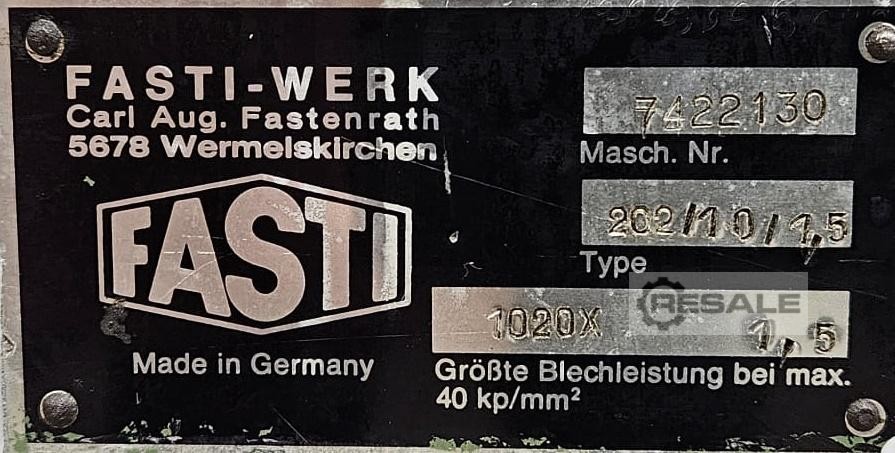 FASTI-WERK
Carl Aug. Fastenrath
5678 Wermelskirchen
FASTI
Made in Germany
7422130
Masch. Nr.
202/10/1,5
Type
RESALE
1020X 1,5
Größte Blechleistung bei max.
40 kp/mm²